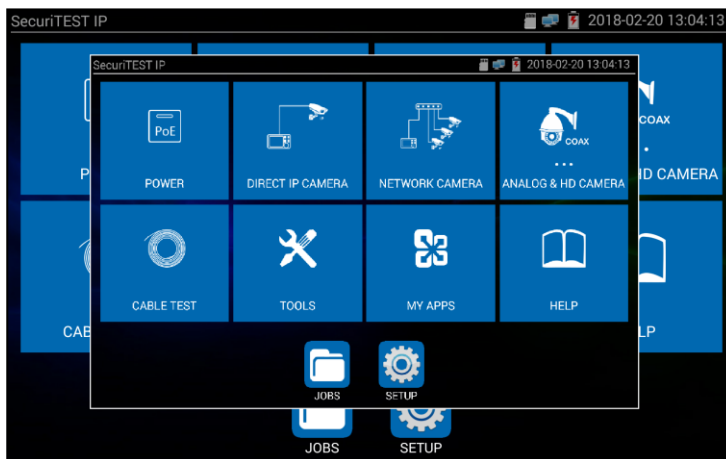 SecuriTEST IP 2018-02-20 13:04:13
SecuriTEST IP 2018-02-20 13:04:13
PoE
COAX
COAX
POWER DIRECT IP CAMERA NETWORK CAMERA ANALOG & HD CAMERA
P
ID CAMERA
CABLE TEST TOOLS MY APPS HELP
CAB
LP
JOBS SETUP
JOBS SETUP